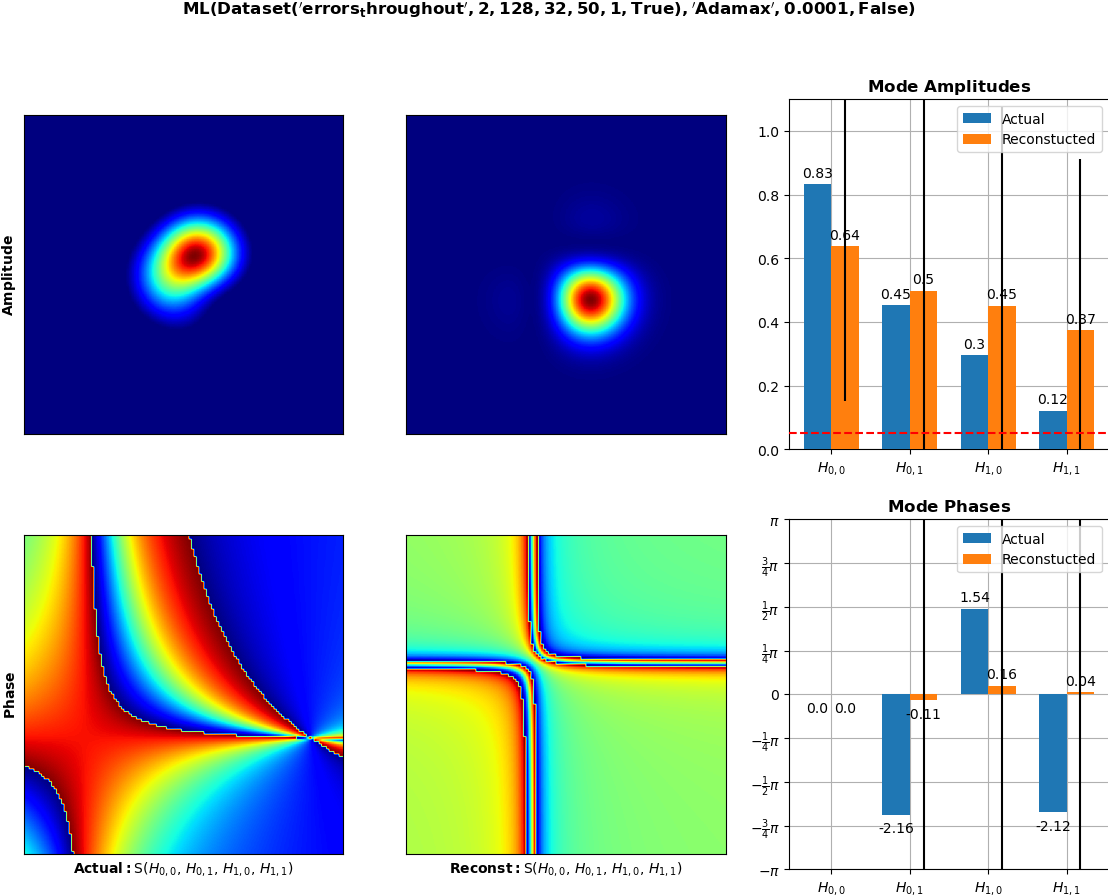 ML(Dataset('errors_throughout', 2, 128, 32, 50, 1, True), 'Adamax', 0.0001, False)
Mode Amplitudes
Actual
Reconstucted
1.0
0.8
0.6
0.4
0.2
0.0
0.83
0.64
0.45
0.5
0.3
0.45
0.12
0.37
H0,0
H0,1
H1,0
H1,1
Amplitude
Mode Phases
Actual
Reconstucted
π
3/4π
1/2π
1/4π
0
−1/4π
−1/2π
−3/4π
−π
0.0
0.0
-2.16
-0.11
1.54
0.16
-2.12
0.04
H0,0
H0,1
H1,0
H1,1
Phase
Actual: S(H0,0, H0,1, H1,0, H1,1)
Reconst: S(H0,0, H0,1, H1,0, H1,1)